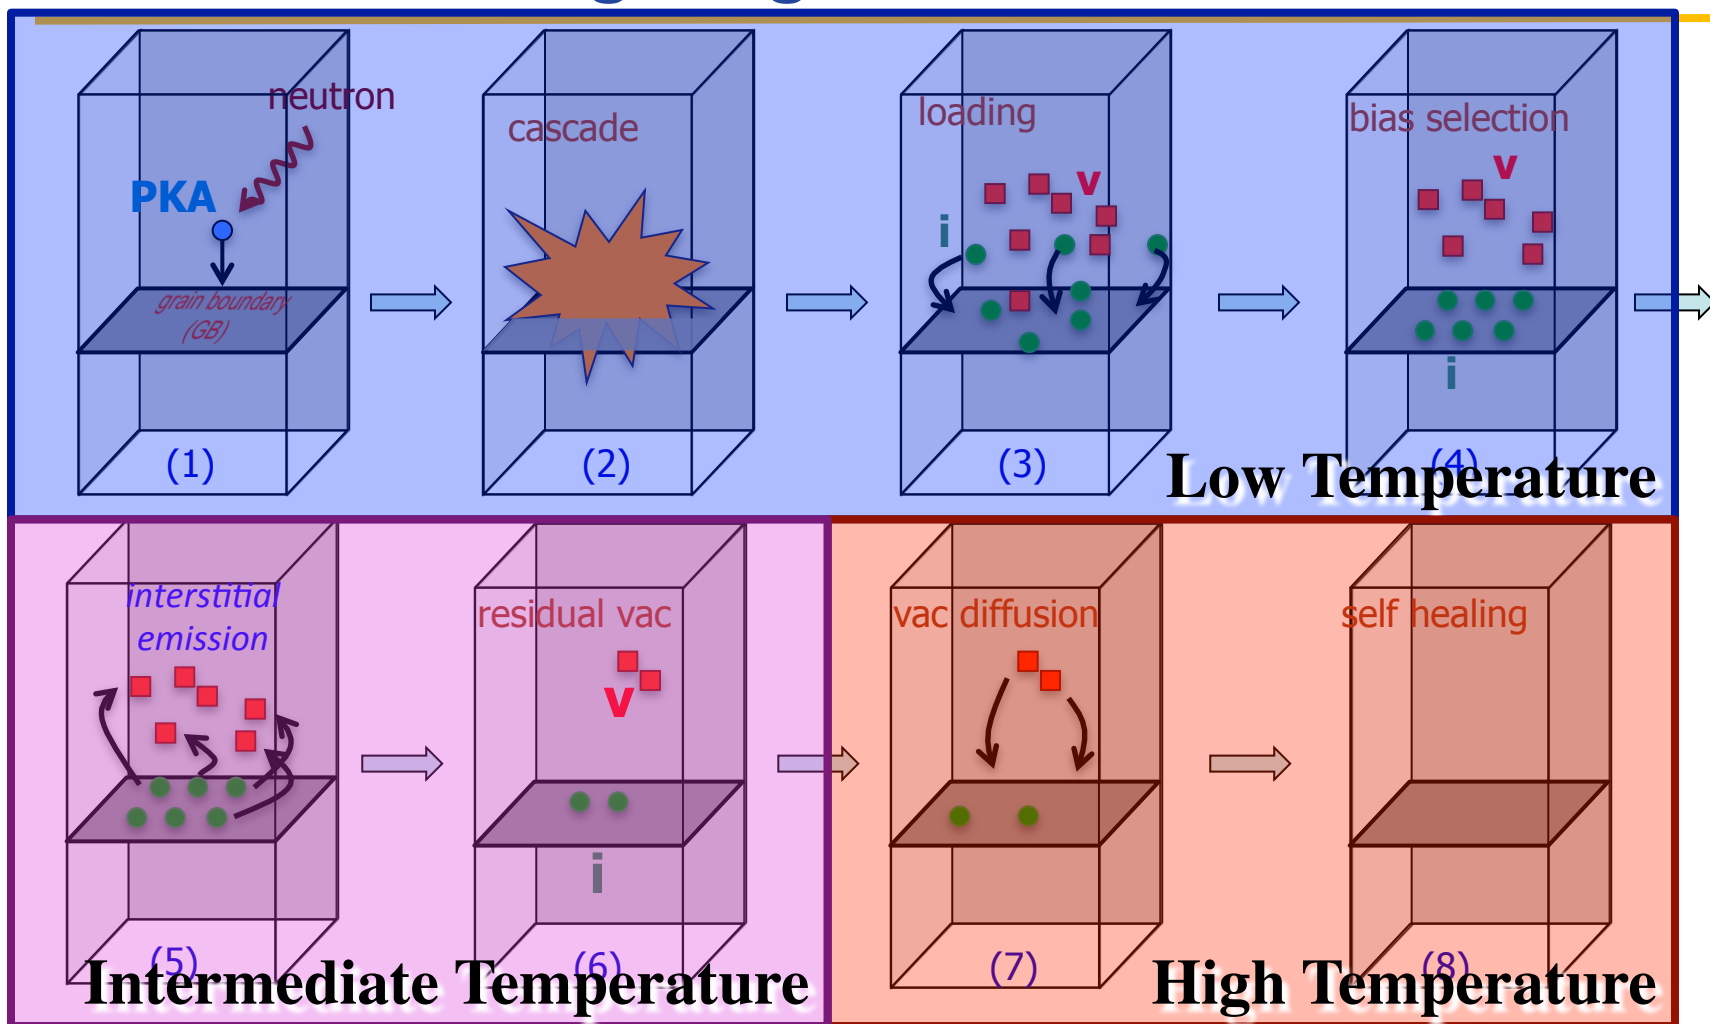 neutron
PKA
grain boundary
(GB)
(1)
cascade
(2)
loading
v
i
(3)
bias selection
v
i
(4)
Low Temperature
interstitial
emission
(5)
residual vac
v
i
(6)
Intermediate Temperature
vac diffusion
(7)
self healing
(8)
High Temperature